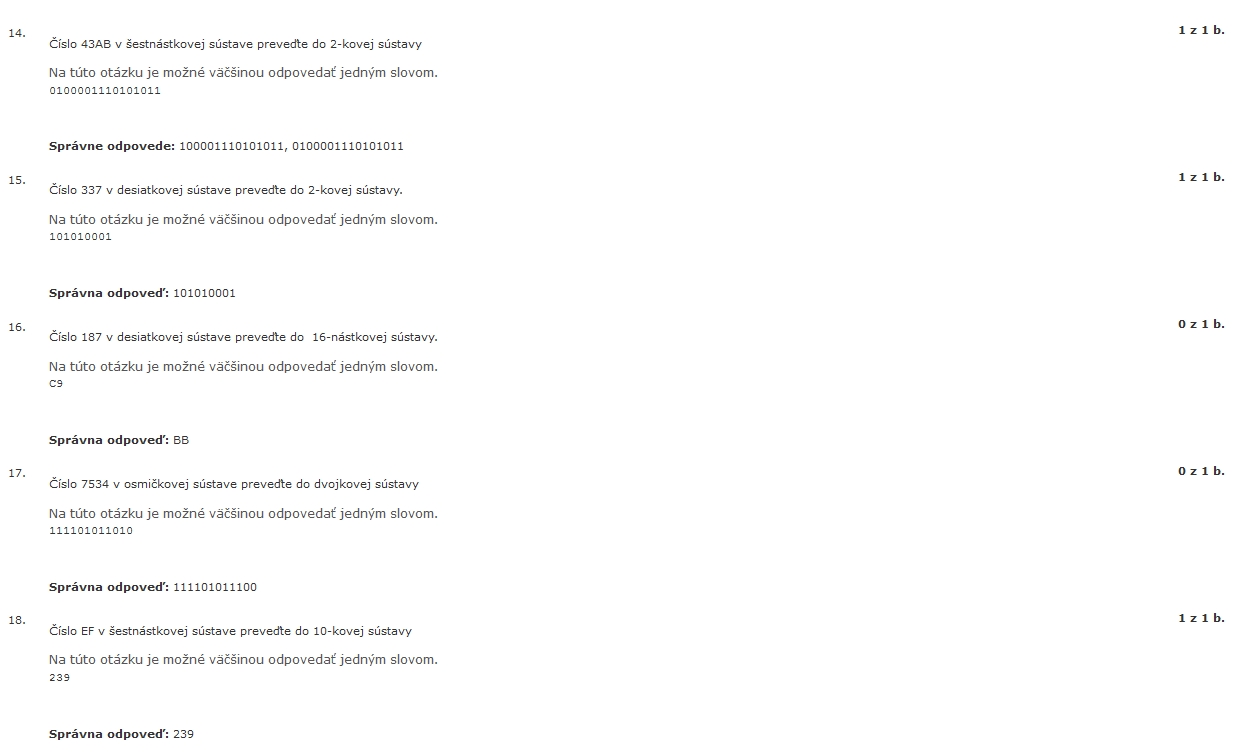 14.
1 z 1 b.
Číslo 43AB v šestnástkovej sústave preveďte do 2-kovej sústavy
Na túto otázku je možné väčšinou odpovedať jedným slovom.
0100001110101011
Správne odpovede: 100001110101011, 0100001110101011
15.
1 z 1 b.
Číslo 337 v desiatkovej sústave preveďte do 2-kovej sústavy.
Na túto otázku je možné väčšinou odpovedať jedným slovom.
101010001
Správna odpoveď: 101010001
16.
0 z 1 b.
Číslo 187 v desiatkovej sústave preveďte do  16-nástkovej sústavy.
Na túto otázku je možné väčšinou odpovedať jedným slovom.
C9
Správna odpoveď: BB
17.
0 z 1 b.
Číslo 7534 v osmičkovej sústave preveďte do dvojkovej sústavy
Na túto otázku je možné väčšinou odpovedať jedným slovom.
111101011010
Správna odpoveď: 111101011100
18.
1 z 1 b.
Číslo EF v šestnástkovej sústave preveďte do 10-kovej sústavy
Na túto otázku je možné väčšinou odpovedať jedným slovom.
239
Správna odpoveď: 239